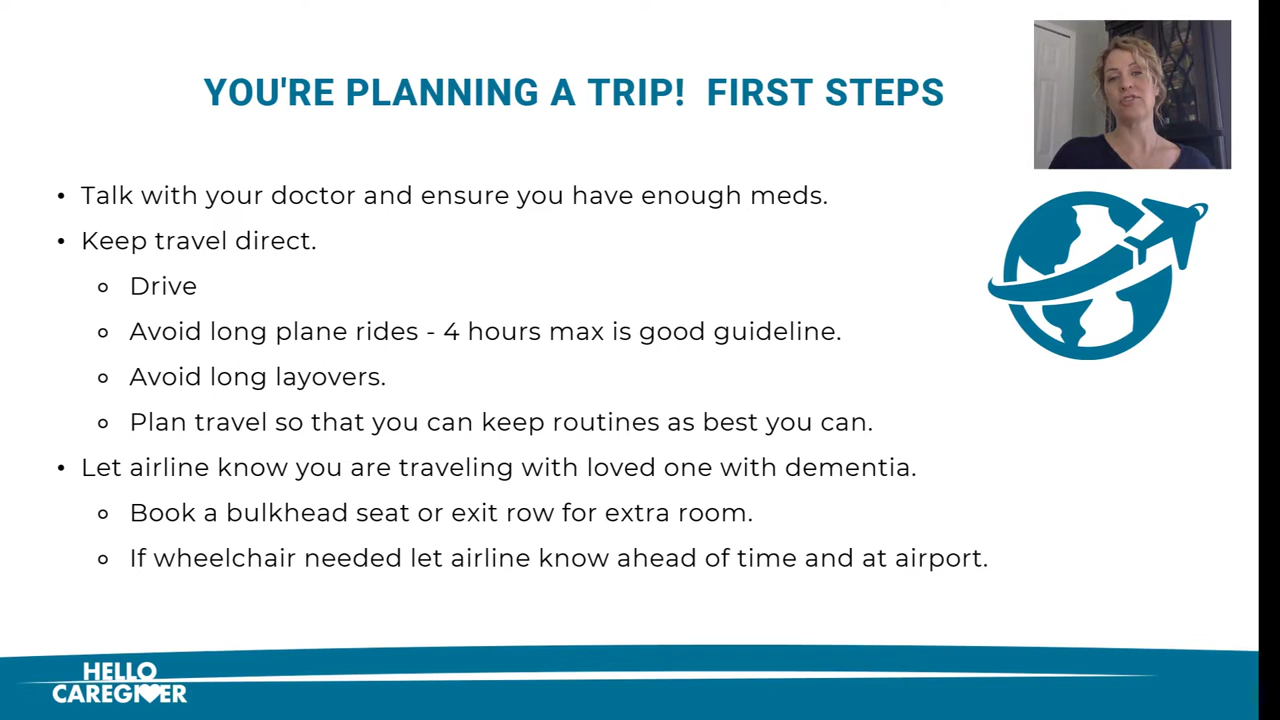 YOU'RE PLANNING A TRIP!  FIRST STEPS
• Talk with your doctor and ensure you have enough meds.
• Keep travel direct.
◦ Drive
◦ Avoid long plane rides - 4 hours max is good guideline.
◦ Avoid long layovers.
◦ Plan travel so that you can keep routines as best you can.
• Let airline know you are traveling with loved one with dementia.
◦ Book a bulkhead seat or exit row for extra room.
◦ If wheelchair needed let airline know ahead of time and at airport.
HELLO
CAREGIVER